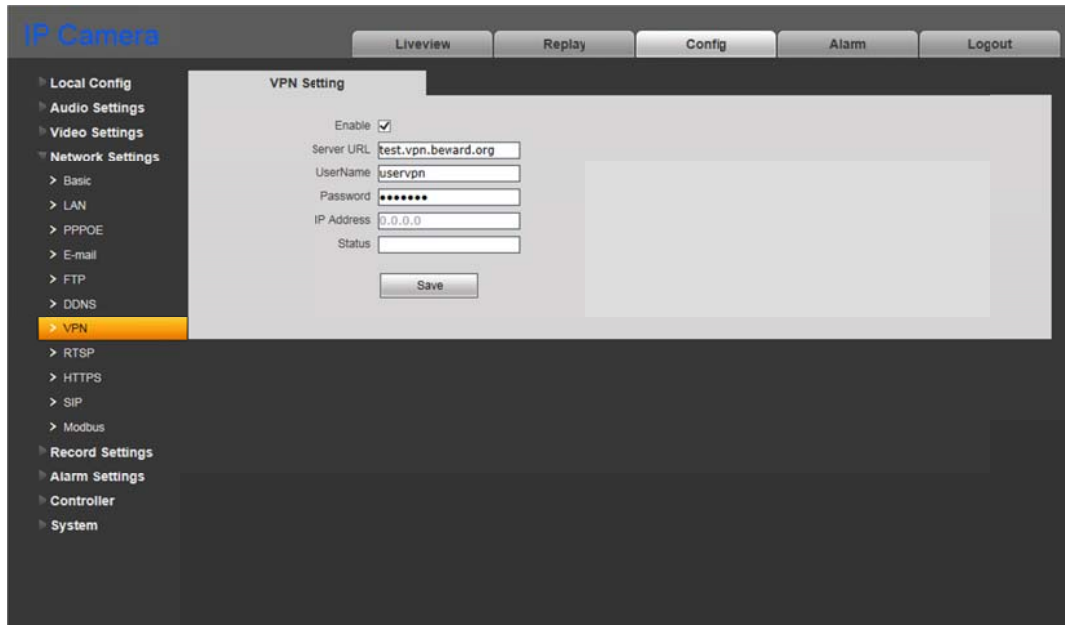 IP Camera
Liveview
Replay
Config
Alarm
Logout
Local Config
Audio Settings
Video Settings
Network Settings
> Basic
> LAN
> PPPOE
> E-mail
> FTP
> DDNS
> VPN
> RTSP
> HTTPS
> SIP
> Modbus
Record Settings
Alarm Settings
Controller
System
VPN Setting
Enable
Server URL test.vpn.beward.org
UserName uservpn
Password •••••••
IP Address 0.0.0.0
Status
Save